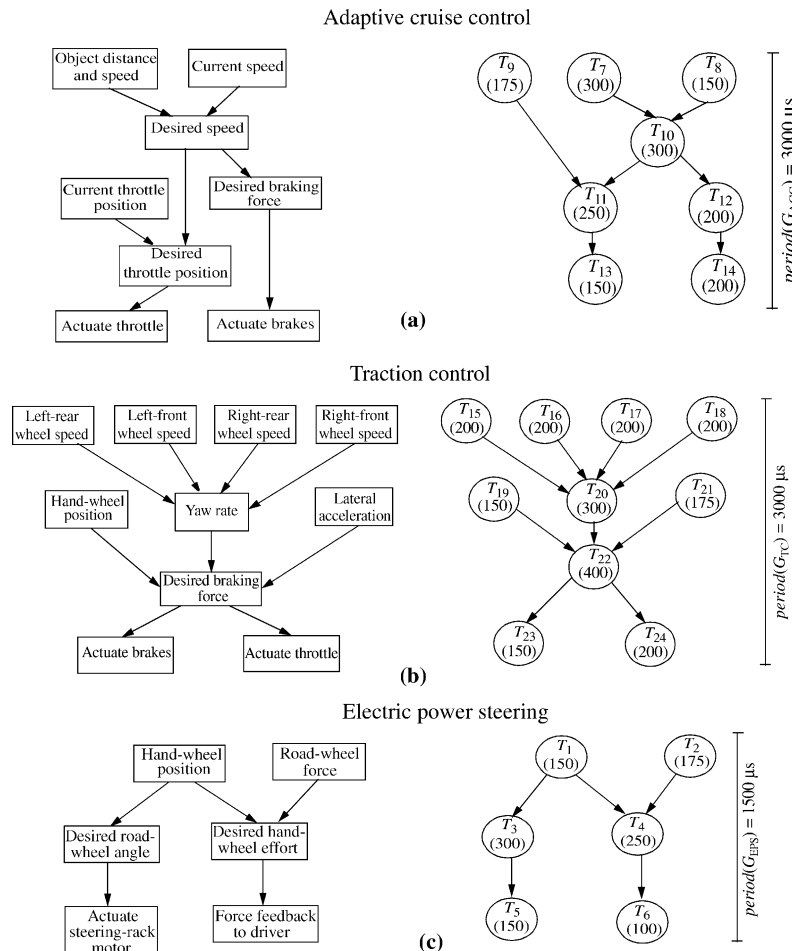 Adaptive cruise control
Object distance
and speed
Current speed
Desired speed
Current throttle
position
Desired braking
force
Desired
throttle position
Actuate throttle
Actuate brakes
T9
(175)
T7
(300)
T8
(150)
T10
(300)
T11
(250)
T12
(200)
T13
(150)
T14
(200)
period(GACC) = 3000 µs
(a)
Traction control
Left-rear
wheel speed
Left-front
wheel speed
Right-rear
wheel speed
Right-front
wheel speed
Hand-wheel
position
Yaw rate
Lateral
acceleration
Desired braking
force
Actuate brakes
Actuate throttle
T15
(200)
T16
(200)
T17
(200)
T18
(200)
T19
(150)
T20
(300)
T21
(175)
T22
(400)
T23
(150)
T24
(200)
period(GTC) = 3000 µs
(b)
Electric power steering
Hand-wheel
position
Road-wheel
force
Desired road-
wheel angle
Desired hand-
wheel effort
Actuate
steering-rack
motor
Force feedback
to driver
T1
(150)
T2
(175)
T3
(300)
T4
(250)
T5
(150)
T6
(100)
period(GEPS) = 1500 µs
(c)